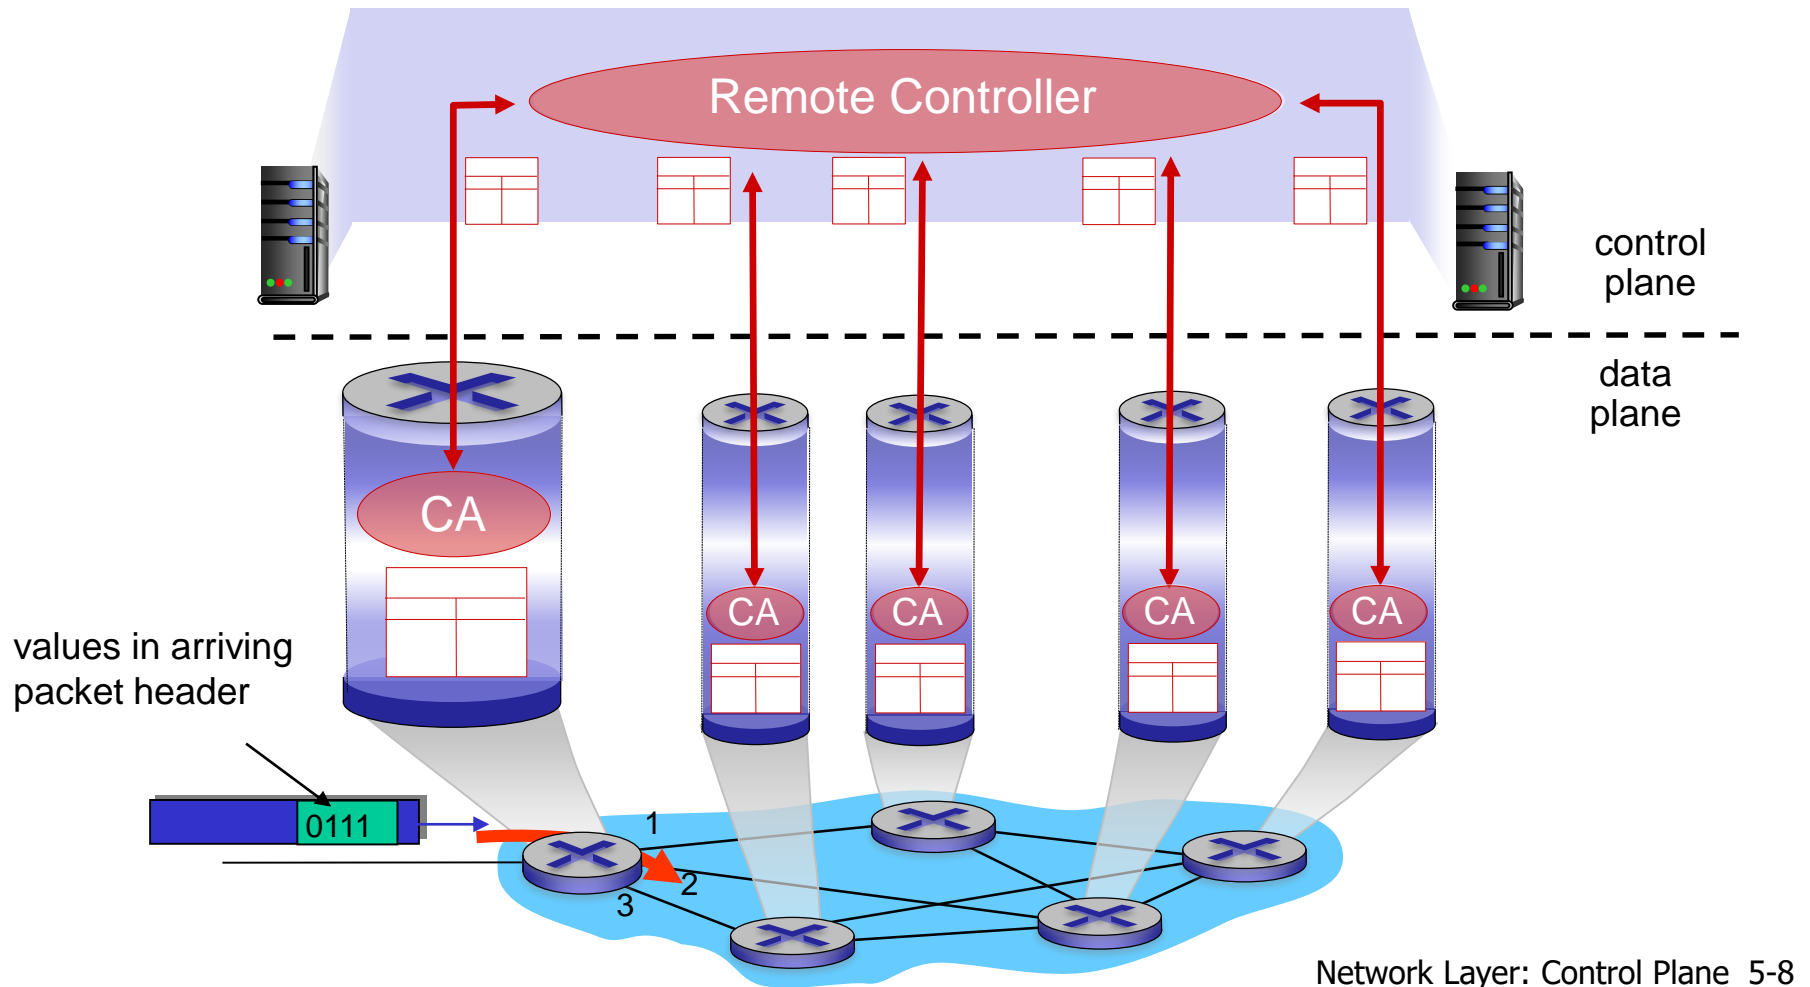 Remote Controller
control
plane
data
plane
CA
CA
CA
CA
CA
values in arriving
packet header
0111
1
2
3
Network Layer: Control Plane 5-8